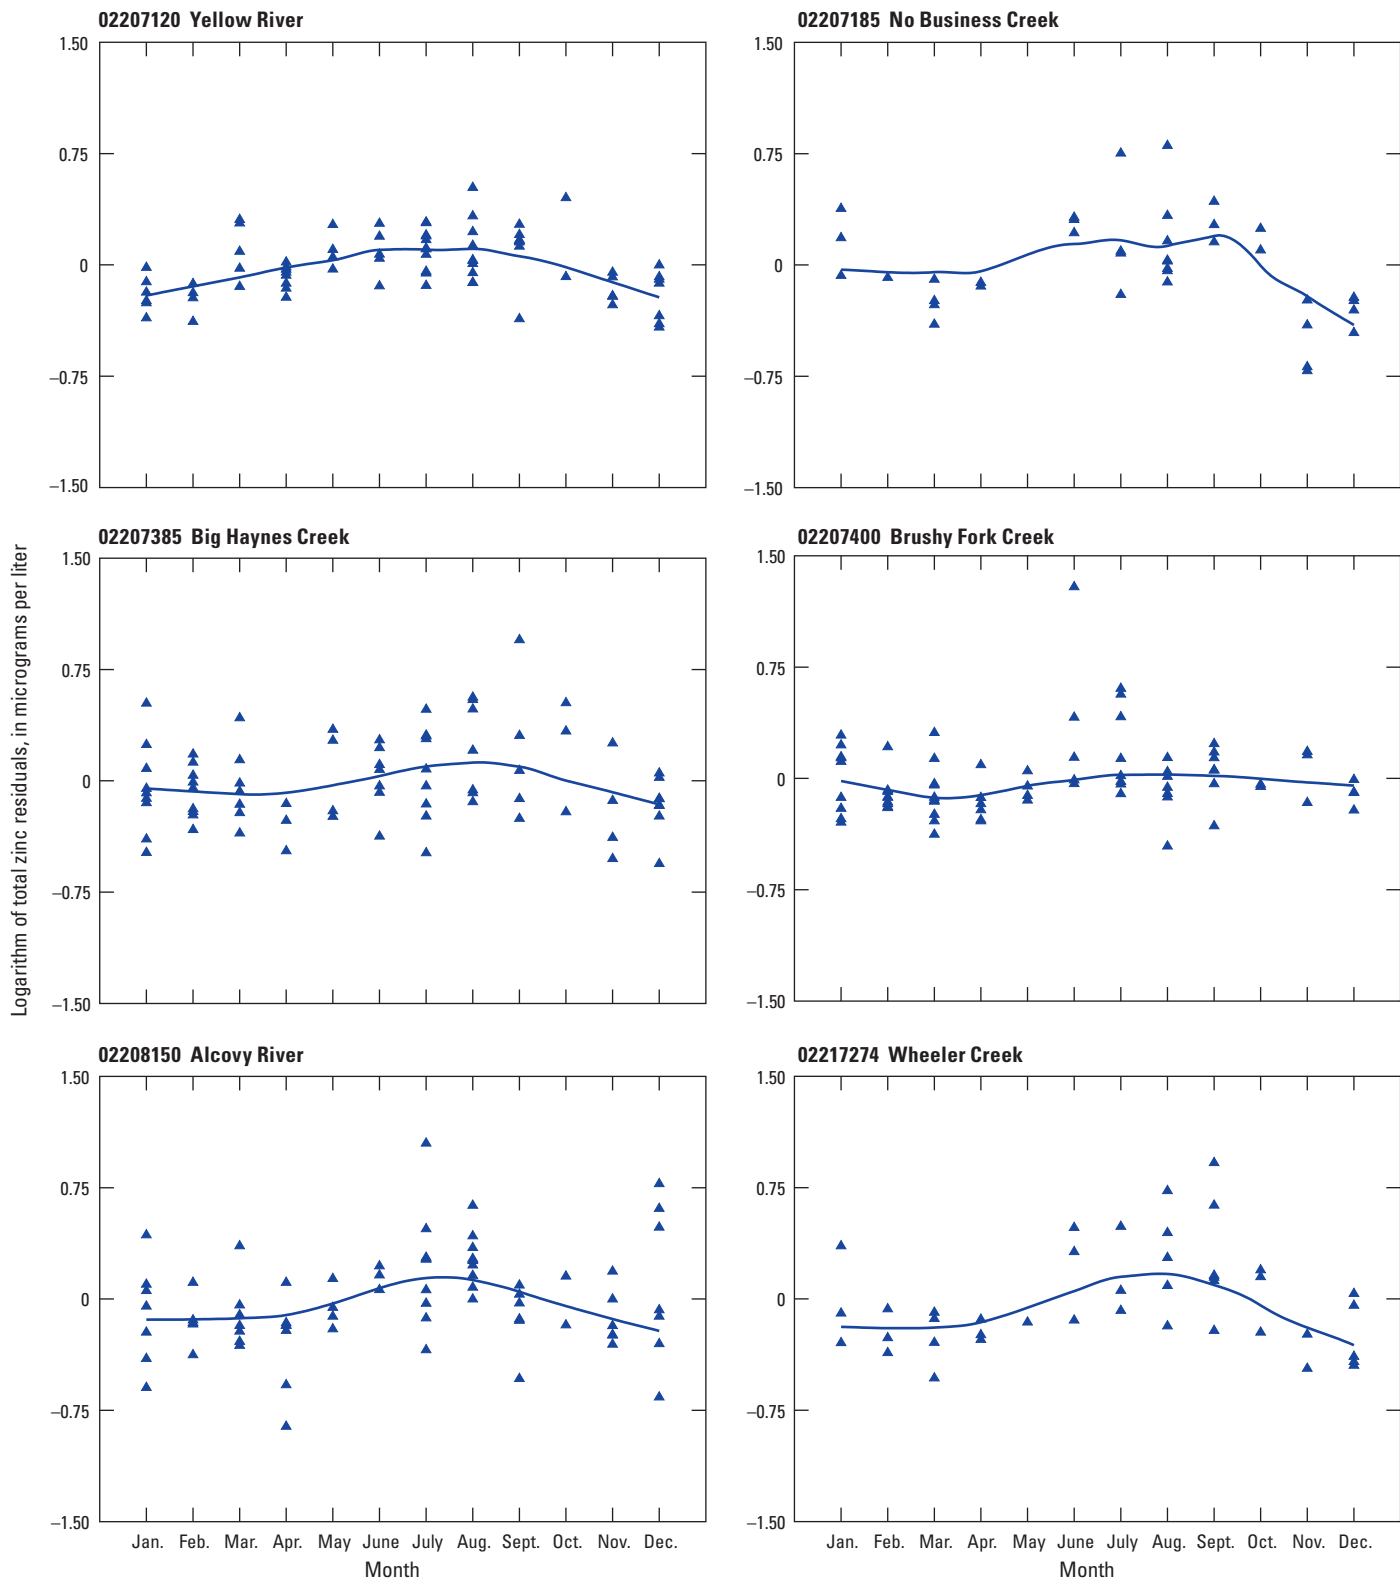 02207120 Yellow River
1.50
0.75
0
–0.75
–1.50
02207185 No Business Creek
1.50
0.75
0
–0.75
–1.50
Logarithm of total zinc residuals, in micrograms per liter
02207385 Big Haynes Creek
1.50
0.75
0
–0.75
–1.50
02207400 Brushy Fork Creek
1.50
0.75
0
–0.75
–1.50
02208150 Alcovy River
1.50
0.75
0
–0.75
–1.50
Jan. Feb. Mar. Apr. May June July Aug. Sept. Oct. Nov. Dec.
Month
02217274 Wheeler Creek
1.50
0.75
0
–0.75
–1.50
Jan. Feb. Mar. Apr. May June July Aug. Sept. Oct. Nov. Dec.
Month